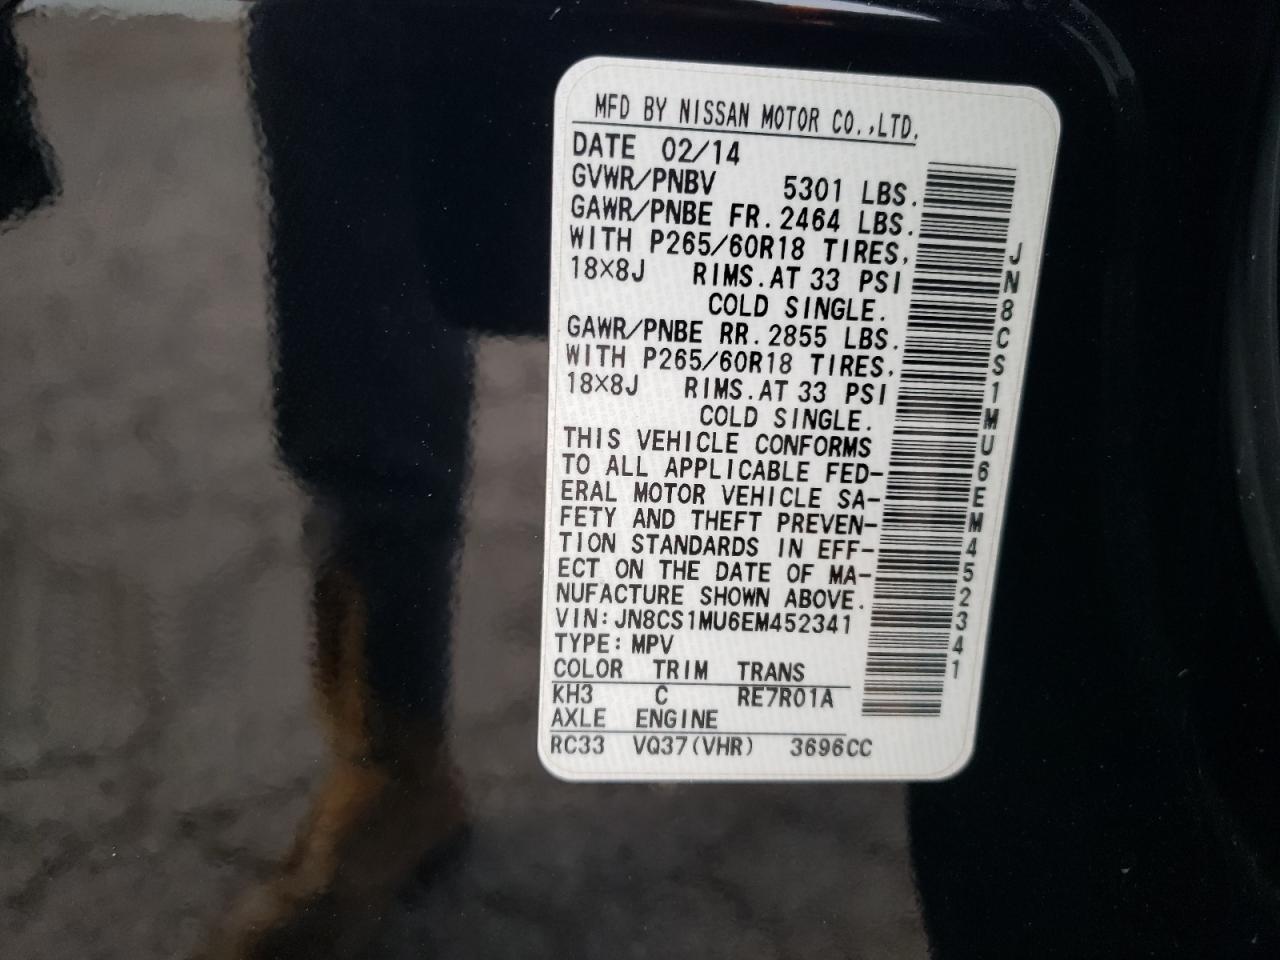 MFD BY NISSAN MOTOR CO.,LTD.
DATE 02/14
GVWR/PNBV 5301 LBS.
GAWR/PNBE FR. 2464 LBS.
WITH P265/60R18 TIRES,
18×8J RIMS.AT 33 PSI
COLD SINGLE.
GAWR/PNBE RR. 2855 LBS.
WITH P265/60R18 TIRES,
18×8J RIMS.AT 33 PSI
COLD SINGLE.
THIS VEHICLE CONFORMS
TO ALL APPLICABLE FED-
ERAL MOTOR VEHICLE SA-
FETY AND THEFT PREVEN-
TION STANDARDS IN EFF-
ECT ON THE DATE OF MA-
NUFACTURE SHOWN ABOVE.
VIN:JN8CS1MU6EM452341
TYPE:MPV
COLOR TRIM TRANS
KH3 C RE7R01A
AXLE ENGINE
RC33 VQ37(VHR) 3696CC
JN8CS1MU6EM452341